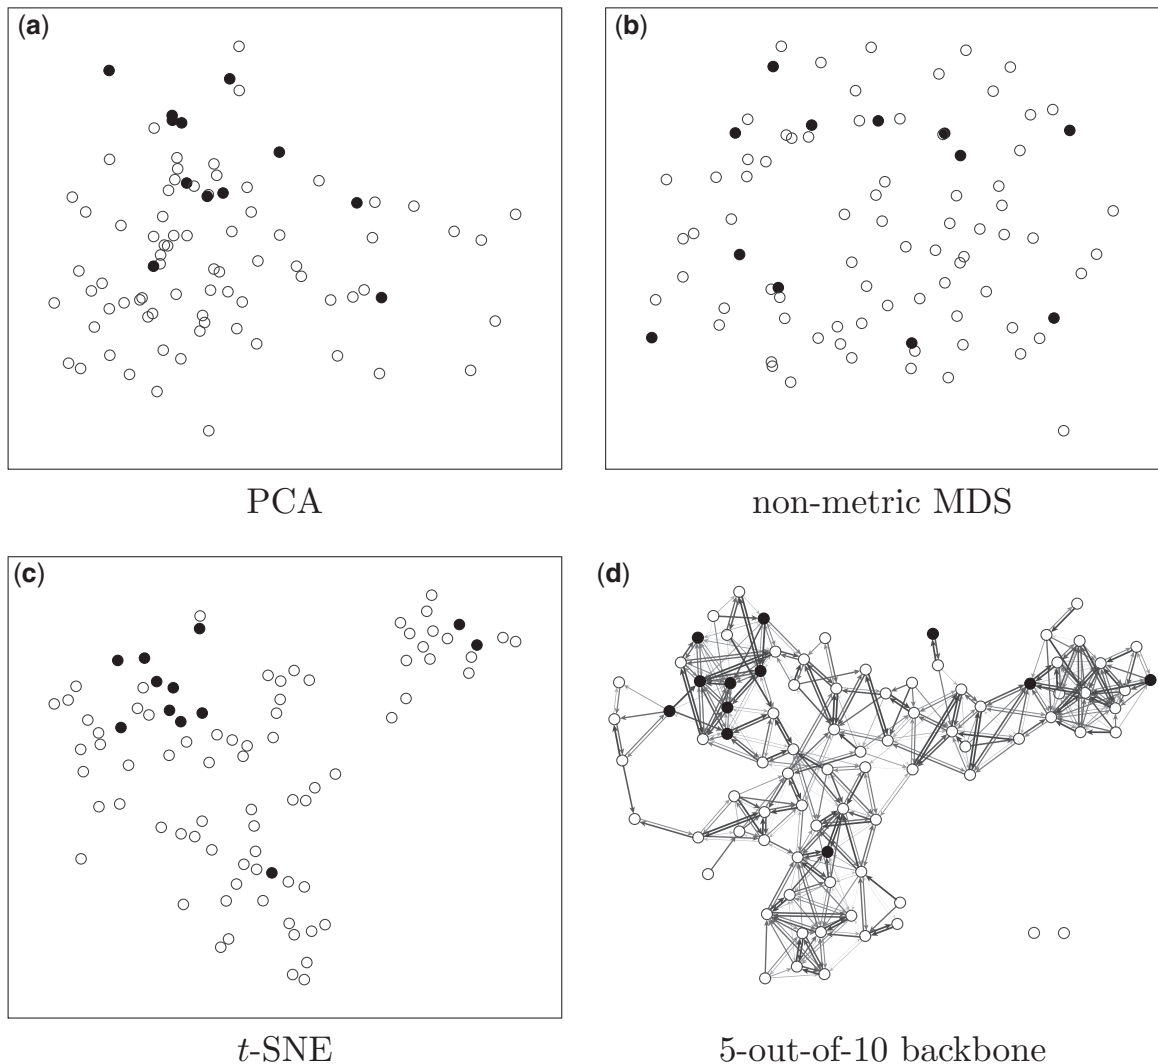 (a)
(b)
PCA
non-metric MDS
(c)
(d)
t-SNE
5-out-of-10 backbone